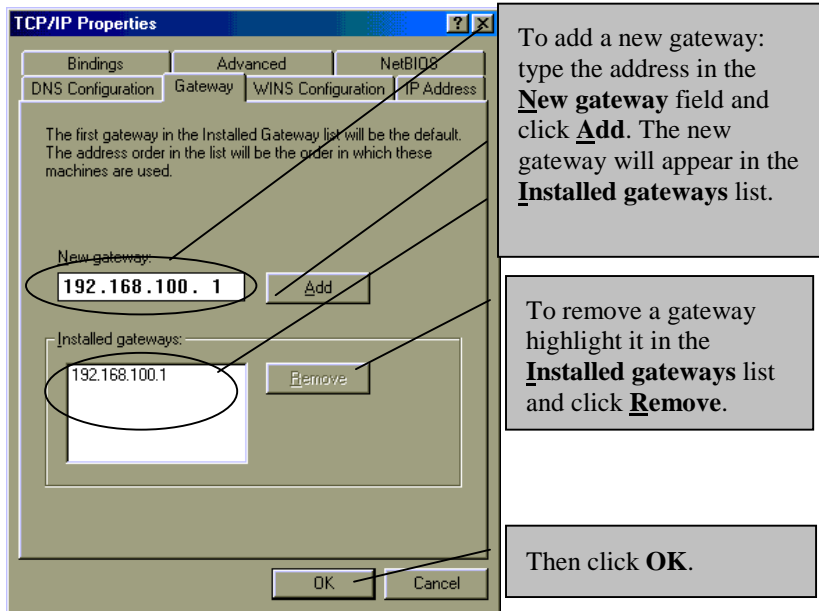 TCP/IP Properties
Bindings
Advanced
NetBIOS
DNS Configuration
Gateway
WINS Configuration
IP Address
The first gateway in the Installed Gateway list will be the default.
The address order in the list will be the order in which these
machines are used.
New gateway:
192.168.100. 1
Add
Installed gateways:
192.168.100.1
Remove
OK
Cancel
To add a new gateway:
type the address in the
New gateway field and
click Add. The new
gateway will appear in the
Installed gateways list.
To remove a gateway
highlight it in the
Installed gateways list
and click Remove.
Then click OK.